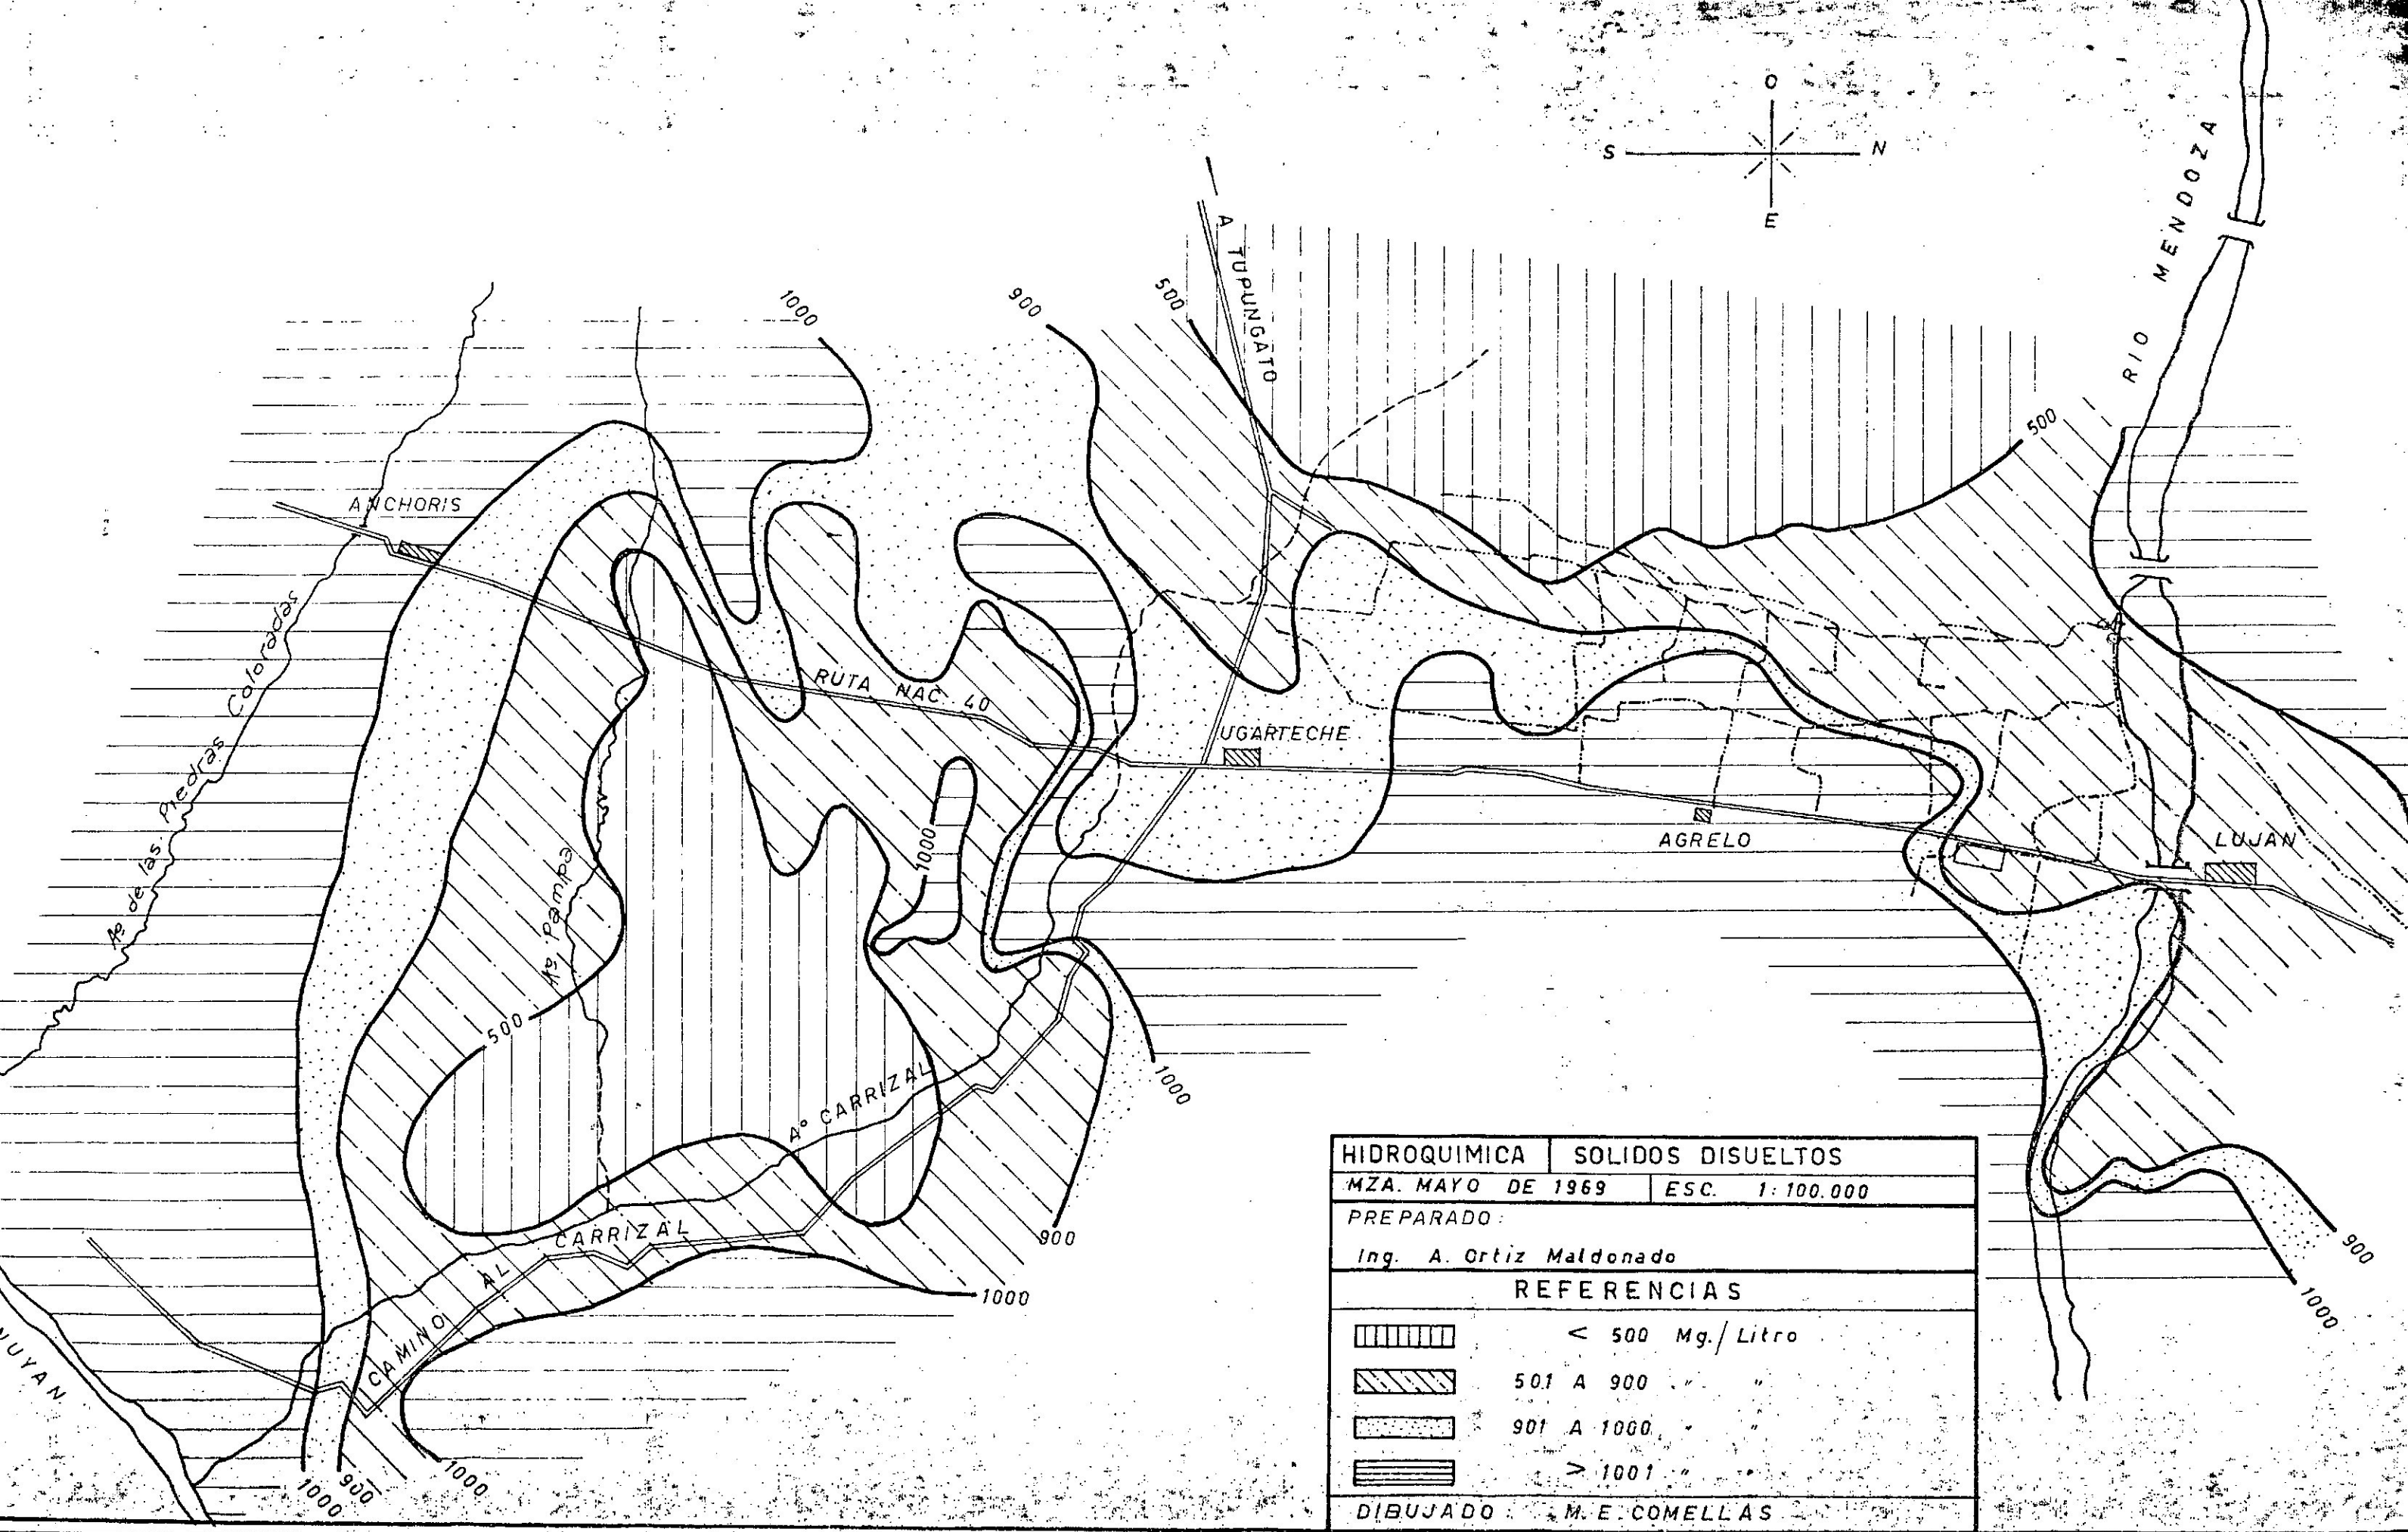 O
S N
E
RIO MENDOZA
A TUPUNGATO
1000
900
500
500
ANCHORIS
Aº de las Piedras Coloradas
RUTA NAC. 40
UGARTECHE
AGRELO
LUJAN
1000
Aº Pampa
500
Aº CARRIZAL
1000
CAMINO AL CARRIZAL
900
1000
900
1000
NUYAN
1000
900
1000
HIDROQUIMICA SOLIDOS DISUELTOS
MZA. MAYO DE 1969 ESC. 1:100.000
PREPARADO:
Ing. A. Ortiz Maldonado
REFERENCIAS
< 500 Mg./Litro
501 A 900 " "
901 A 1000 " "
> 1001 " "
DIBUJADO: M. E. COMELLAS